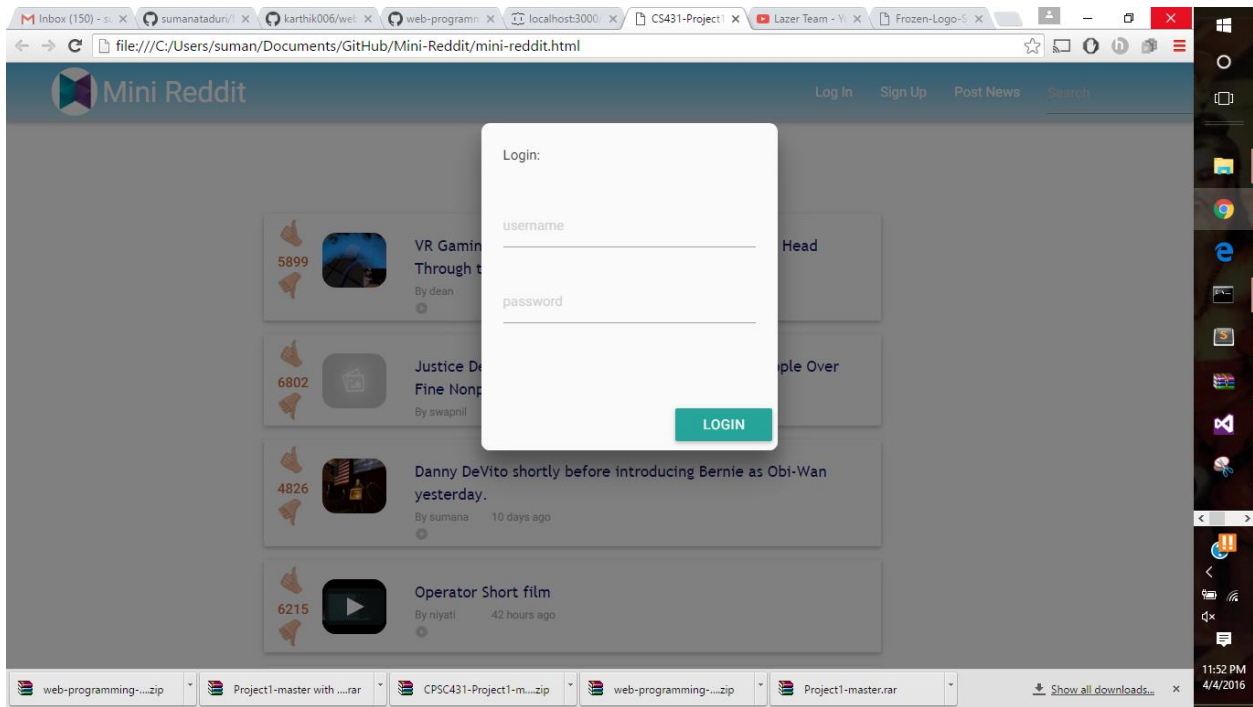 Inbox (150) - su
sumanataduri/
karthik006/web
web-programm
localhost:3000
CS431-Project1
Lazer Team - Yo
Frozen-Logo-S
file:///C:/Users/suman/Documents/GitHub/Mini-Reddit/mini-reddit.html
Mini Reddit
Log In Sign Up Post News Search
Login:
username
password
LOGIN
5899
VR Gamin Head
Through t
By dean
6802
Justice De ople Over
Fine Nonp
By swapnil
4826
Danny DeVito shortly before introducing Bernie as Obi-Wan
yesterday.
By sumana 10 days ago
6215
Operator Short film
By niyati 42 hours ago
web-programming-....zip
Project1-master with ....rar
CPSC431-Project1-m....zip
web-programming-....zip
Project1-master.rar
Show all downloads...
11:52 PM
4/4/2016